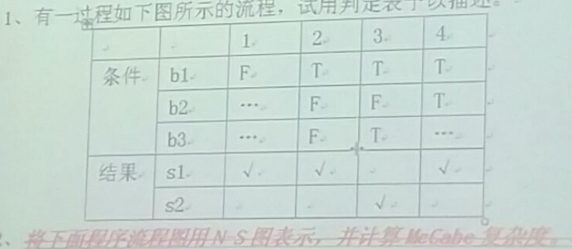 1、有一过程如下图所示的流程，试用判定表予以描述。
1 2 3 4
条件 b1 F T T T
b2 … F F T
b3 … F T …
结果 s1 √ √ √
s2 √
将下面程序流程图用N-S图表示，并计算McCabe复杂度。